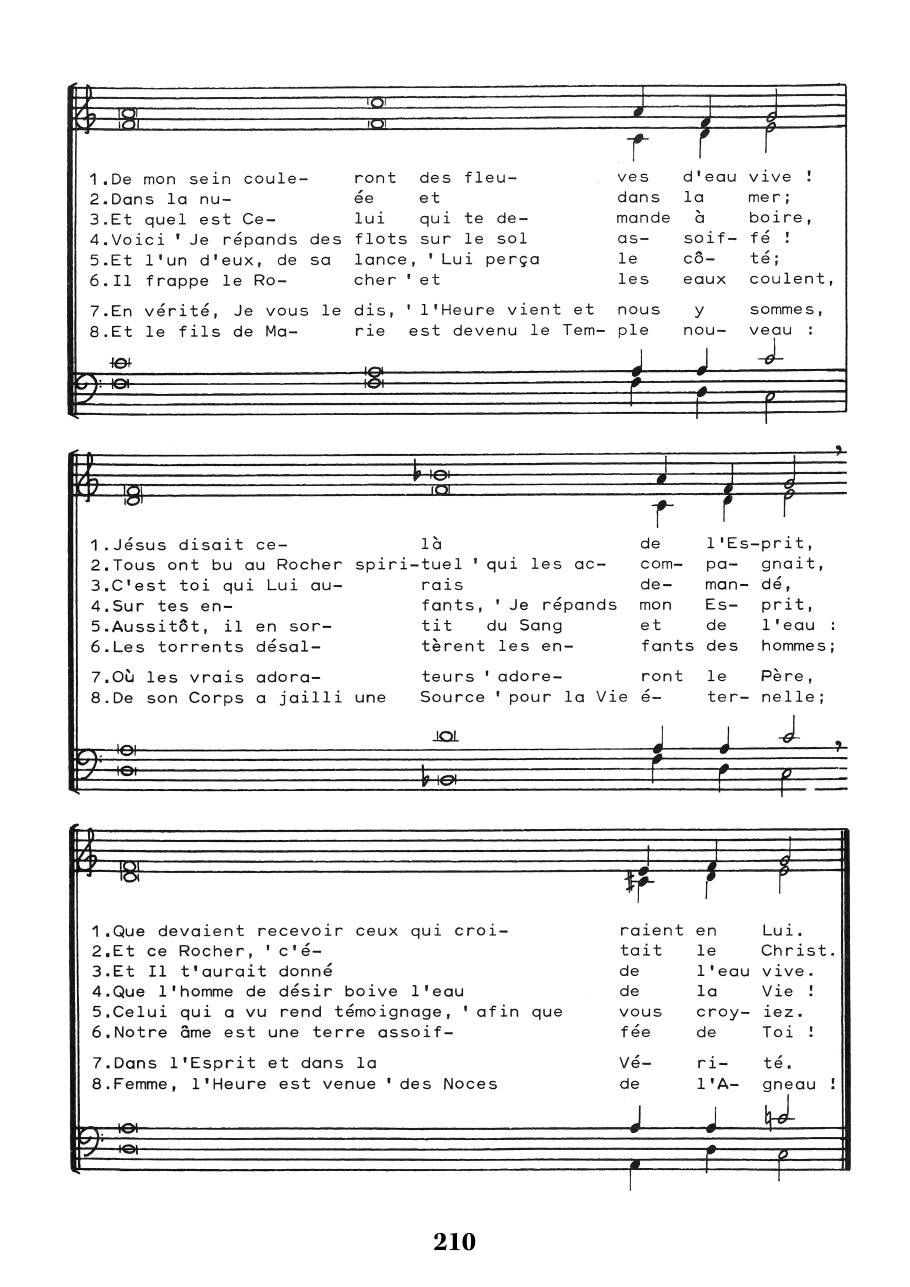 1.De mon sein coule- ront des fleu- ves d'eau vive !
2.Dans la nu- ée et dans la mer;
3.Et quel est Ce- lui qui te de- mande à boire,
4.Voici ' Je répands des flots sur le sol as- soif- fé !
5.Et l'un d'eux, de sa lance, ' Lui perça le cô- té;
6.Il frappe le Ro- cher ' et les eaux coulent,
7.En vérité, Je vous le dis, ' l'Heure vient et nous y sommes,
8.Et le fils de Ma- rie est devenu le Tem- ple nou- veau :
1.Jésus disait ce- là de l'Es-prit,
2.Tous ont bu au Rocher spiri-tuel ' qui les ac- com- pa- gnait,
3.C'est toi qui Lui au- rais de- man- dé,
4.Sur tes en- fants, ' Je répands mon Es- prit,
5.Aussitôt, il en sor- tit du Sang et de l'eau :
6.Les torrents désal- tèrent les en- fants des hommes;
7.Où les vrais adora- teurs ' adore- ront le Père,
8.De son Corps a jailli une Source ' pour la Vie é- ter- nelle;
1.Que devaient recevoir ceux qui croi- raient en Lui.
2.Et ce Rocher, ' c'é- tait le Christ.
3.Et Il t'aurait donné de l'eau vive.
4.Que l'homme de désir boive l'eau de la Vie !
5.Celui qui a vu rend témoignage, ' afin que vous croy- iez.
6.Notre âme est une terre assoif- fée de Toi !
7.Dans l'Esprit et dans la Vé- ri- té.
8.Femme, l'Heure est venue ' des Noces de l'A- gneau !
210